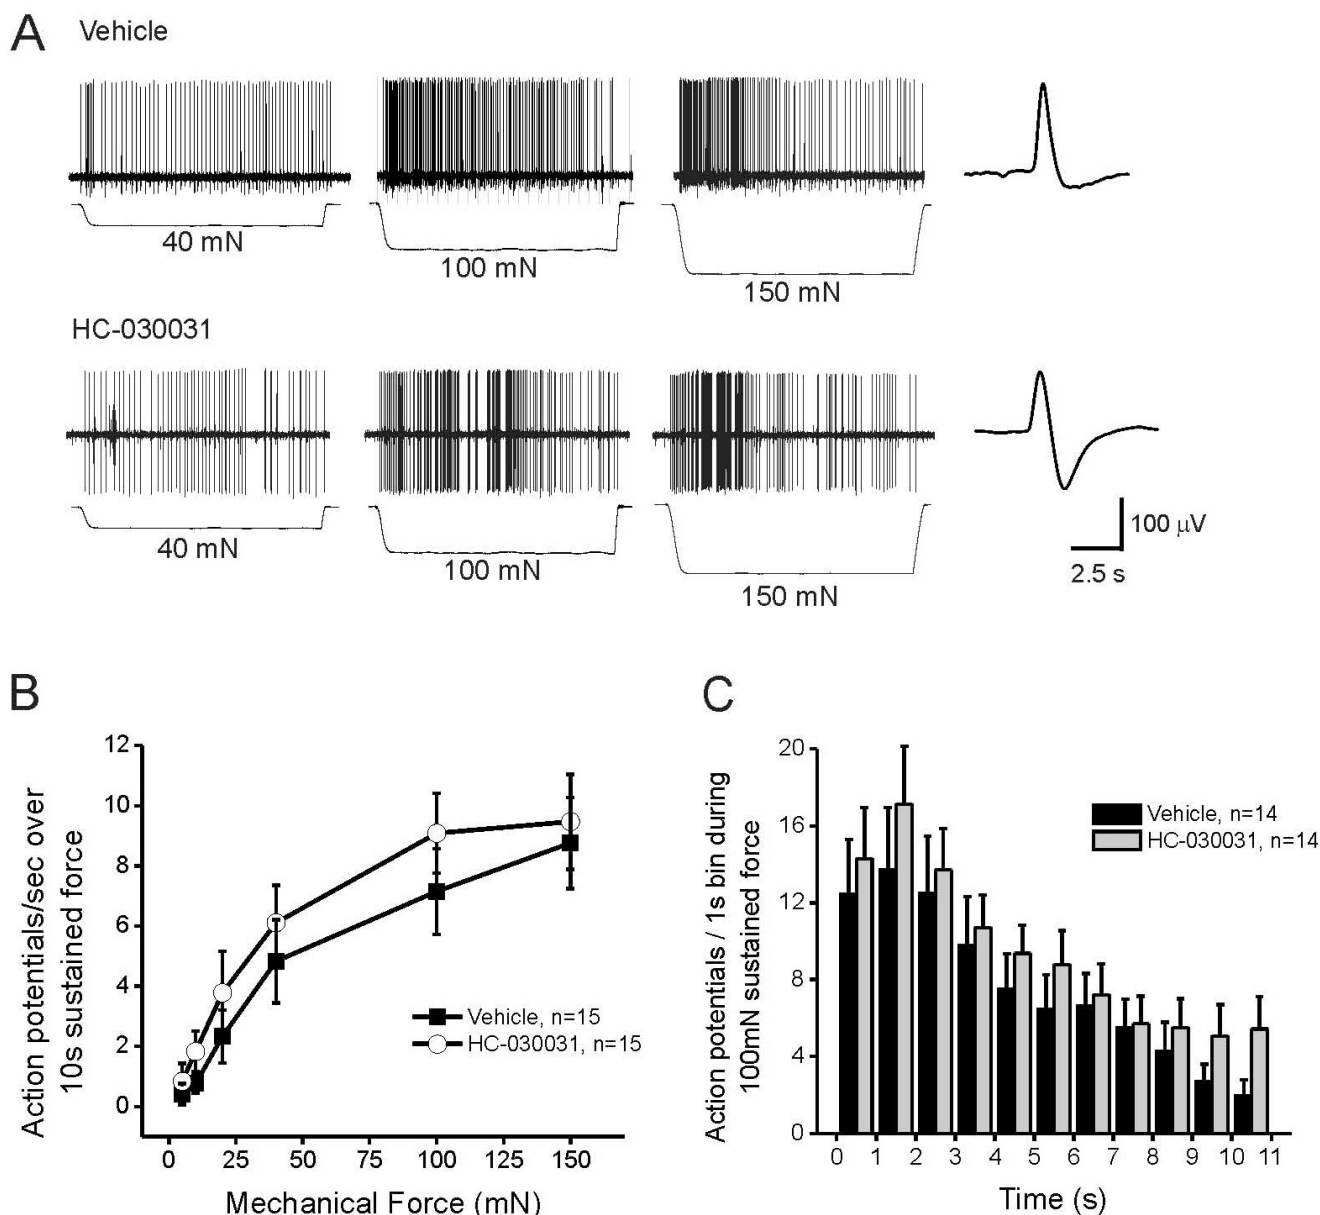 A
Vehicle
40 mN
100 mN
150 mN
HC-030031
40 mN
100 mN
150 mN
100 µV
2.5 s
B
Action potentials/sec over
10s sustained force
12
10
8
6
4
2
0
Vehicle, n=15
HC-030031, n=15
0 25 50 75 100 125 150
Mechanical Force (mN)
C
Action potentials / 1s bin during
100mN sustained force
20
16
12
8
4
0
Vehicle, n=14
HC-030031, n=14
0 1 2 3 4 5 6 7 8 9 10 11
Time (s)